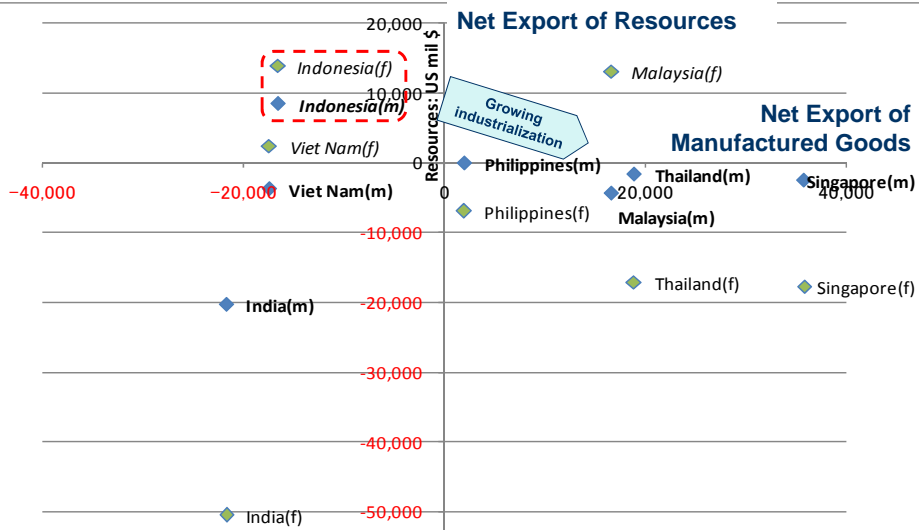 Net Export of Resources
20,000
Indonesia(f)
Malaysia(f)
10,000
Indonesia(m)
Growing
industrialization
Resources: US mil $
Net Export of
Manufactured Goods
Viet Nam(f)
0
Philippines(m)
Thailand(m)
Singapore(m)
−40,000
-20,000
0
20,000
40,000
Viet Nam(m)
Philippines(f)
Malaysia(m)
-10,000
Thailand(f)
Singapore(f)
-20,000
India(m)
-30,000
-40,000
-50,000
India(f)